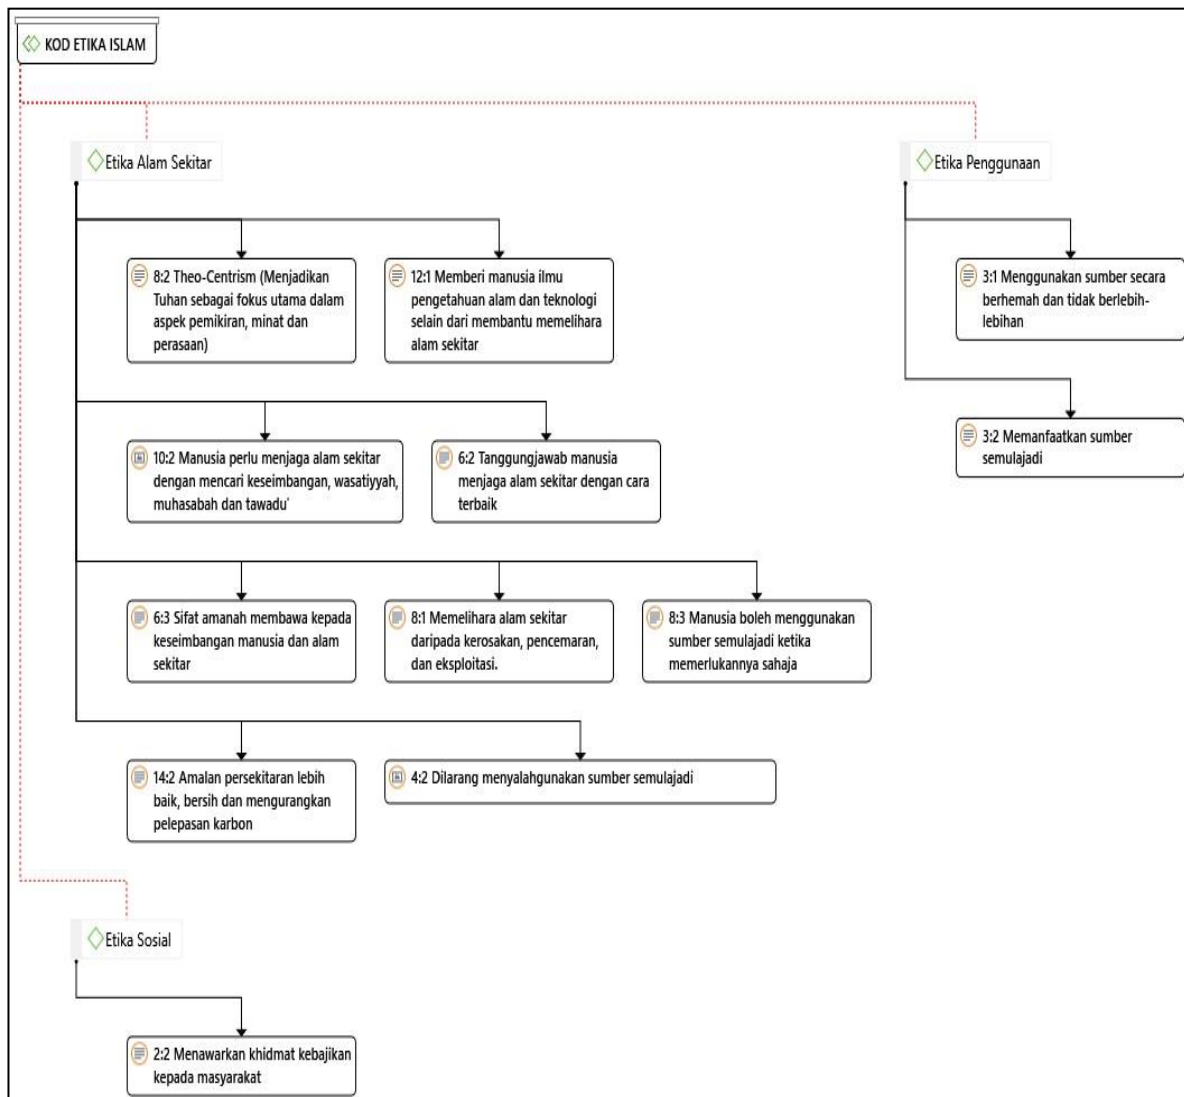 KOD ETIKA ISLAM
Etika Alam Sekitar
Etika Penggunaan
8:2 Theo-Centrism (Menjadikan
Tuhan sebagai fokus utama dalam
aspek pemikiran, minat dan
perasaan)
12:1 Memberi manusia ilmu
pengetahuan alam dan teknologi
selain dari membantu memelihara
alam sekitar
3:1 Menggunakan sumber secara
berhemah dan tidak berlebih-
lebihan
3:2 Memanfaatkan sumber
semulajadi
10:2 Manusia perlu menjaga alam sekitar
dengan mencari keseimbangan, wasatiyyah,
muhasabah dan tawadu'
6:2 Tanggungjawab manusia
menjaga alam sekitar dengan cara
terbaik
6:3 Sifat amanah membawa kepada
keseimbangan manusia dan alam
sekitar
8:1 Memelihara alam sekitar
daripada kerosakan, pencemaran,
dan eksploitasi.
8:3 Manusia boleh menggunakan
sumber semulajadi ketika
memerlukannya sahaja
14:2 Amalan persekitaran lebih
baik, bersih dan mengurangkan
pelepasan karbon
4:2 Dilarang menyalahgunakan sumber semulajadi
Etika Sosial
2:2 Menawarkan khidmat kebajikan
kepada masyarakat